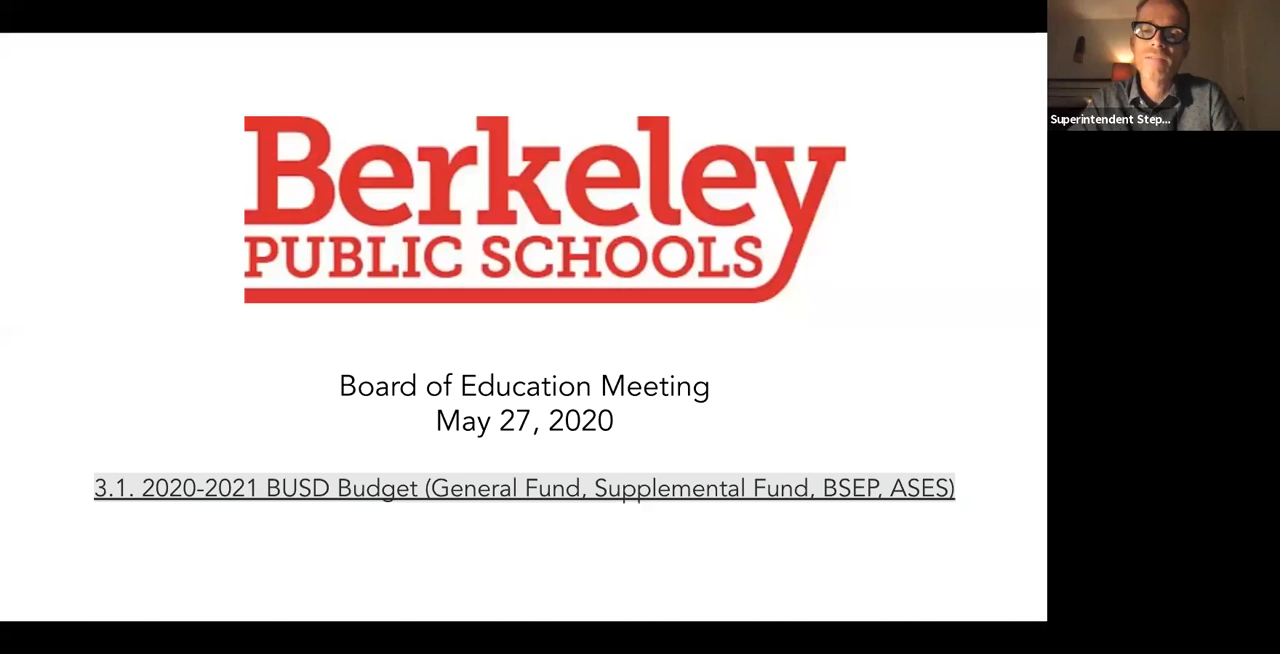 Berkeley
PUBLIC SCHOOLS
Board of Education Meeting
May 27, 2020
3.1. 2020-2021 BUSD Budget (General Fund, Supplemental Fund, BSEP, ASES)
Superintendent Step...